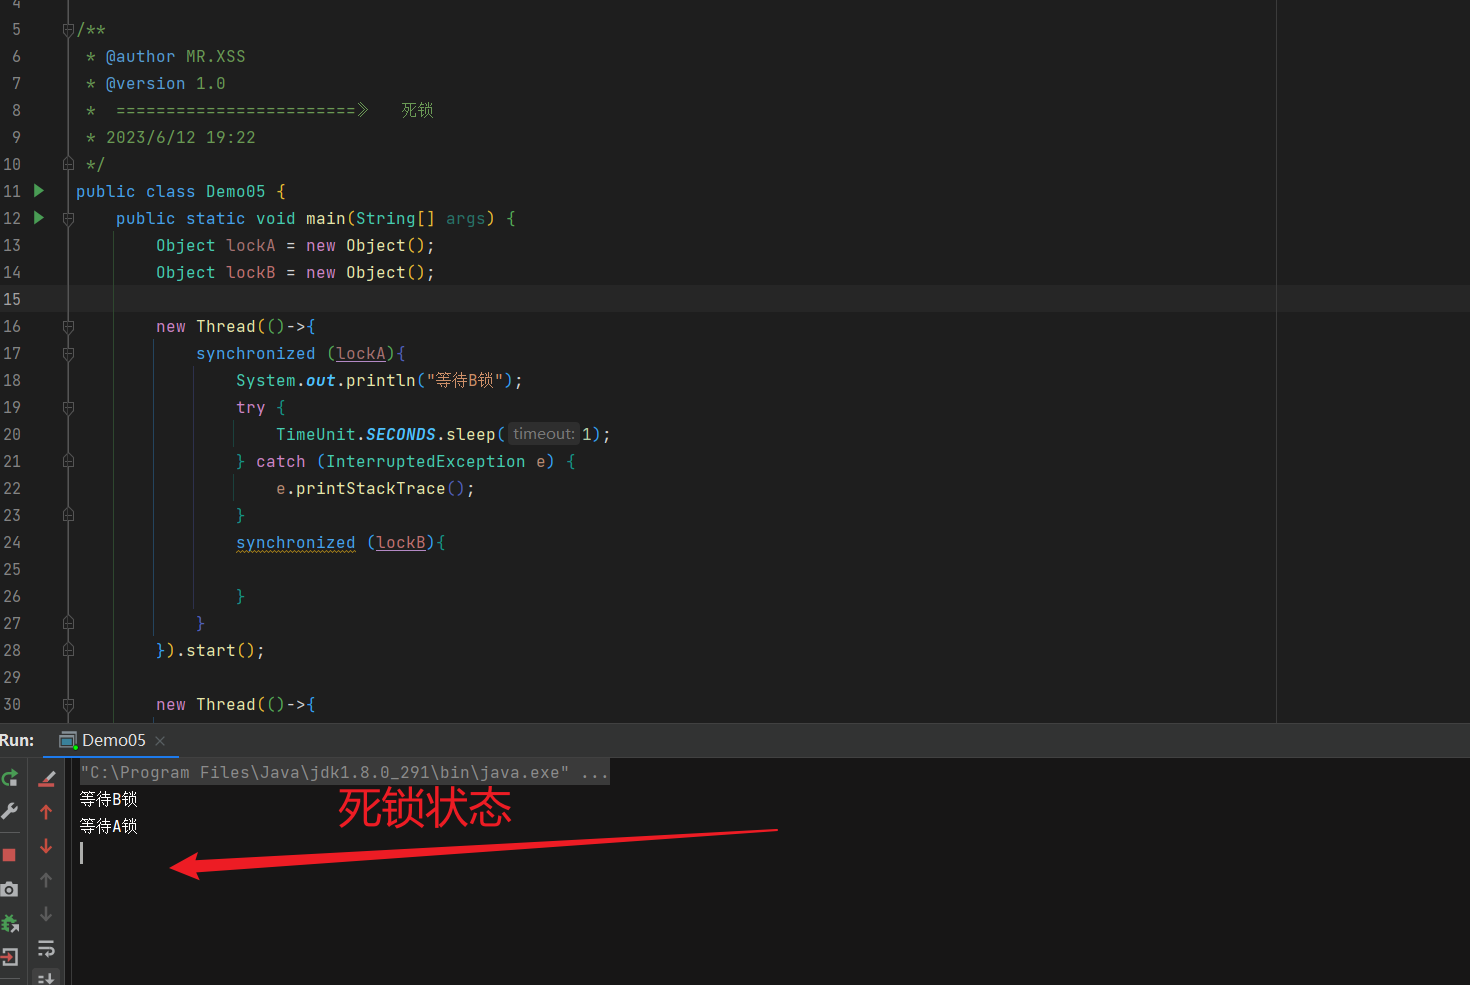 4
5 /**
6 * @author MR.XSS
7 * @version 1.0
8 * ========================》 死锁
9 * 2023/6/12 19:22
10 */
11 public class Demo05 {
12 public static void main(String[] args) {
13 Object lockA = new Object();
14 Object lockB = new Object();
15
16 new Thread(()->{
17 synchronized (lockA){
18 System.out.println("等待B锁");
19 try {
20 TimeUnit.SECONDS.sleep( timeout: 1);
21 } catch (InterruptedException e) {
22 e.printStackTrace();
23 }
24 synchronized (lockB){
25
26 }
27 }
28 }).start();
29
30 new Thread(()->{
Run: Demo05
"C:\Program Files\Java\jdk1.8.0_291\bin\java.exe" ...
等待B锁
死锁状态
等待A锁